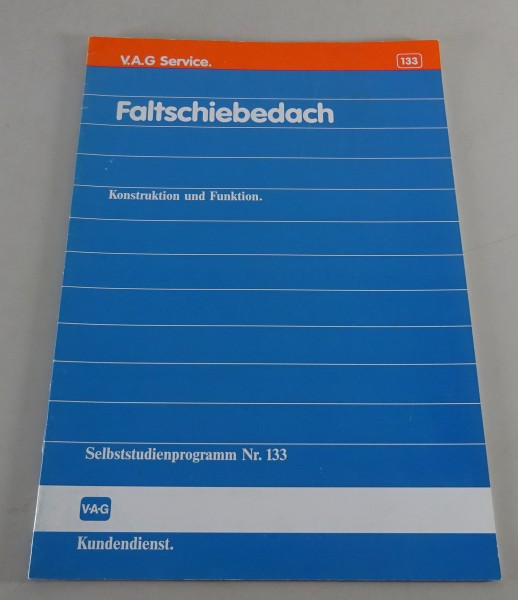 V.A.G Service.
133
Faltschiebedach
Konstruktion und Funktion.
Selbststudienprogramm Nr. 133
V·A·G
Kundendienst.